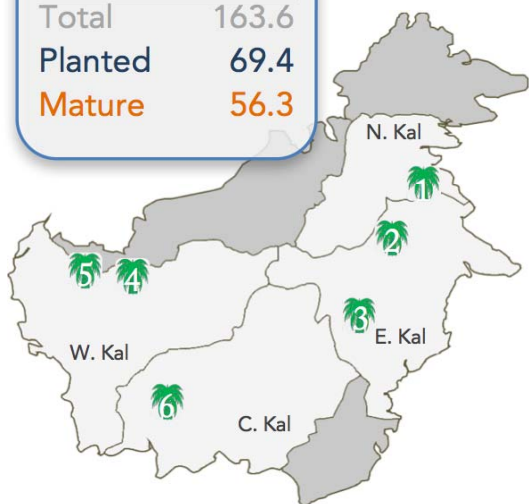 Total 163.6
Planted 69.4
Mature 56.3
N. Kal
1
2
5 4
3
E. Kal
W. Kal
6
C. Kal